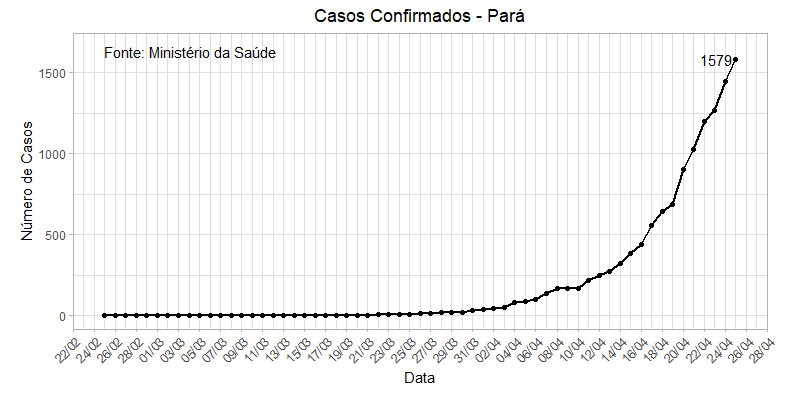 Casos Confirmados - Pará
Fonte: Ministério da Saúde
1579
1500
1000
500
0
Número de Casos
22/02 24/02 26/02 28/02 01/03 03/03 05/03 07/03 09/03 11/03 13/03 15/03 17/03 19/03 21/03 23/03 25/03 27/03 29/03 31/03 02/04 04/04 06/04 08/04 10/04 12/04 14/04 16/04 18/04 20/04 22/04 24/04 26/04 28/04
Data